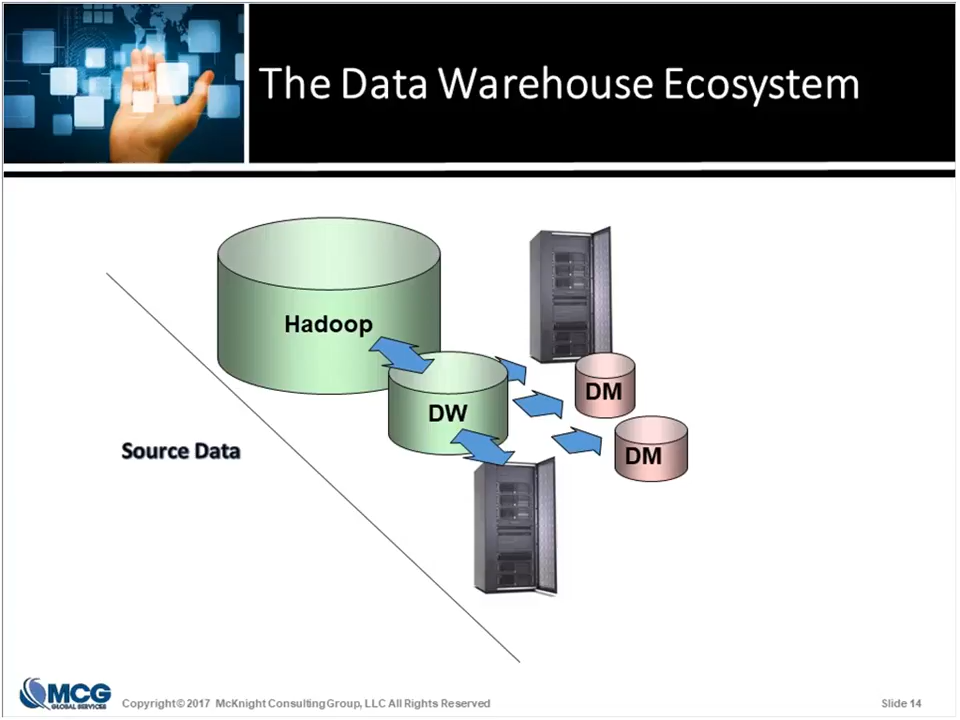 The Data Warehouse Ecosystem
Hadoop
DW
DM
DM
Source Data
MCG
GLOBAL SERVICES
Copyright© 2017 McKnight Consulting Group, LLC All Rights Reserved
Slide 14